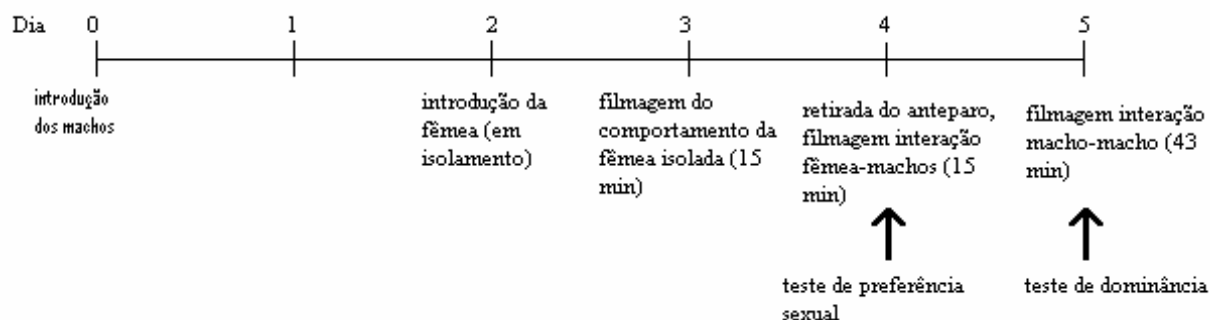 Dia 0 1 2 3 4 5
introdução
dos machos
introdução da
fêmea (em
isolamento)
filmagem do
comportamento da
fêmea isolada (15
min)
retirada do anteparo,
filmagem interação
fêmea-machos (15
min)
filmagem interação
macho-macho (43
min)
teste de preferência
sexual
teste de dominância